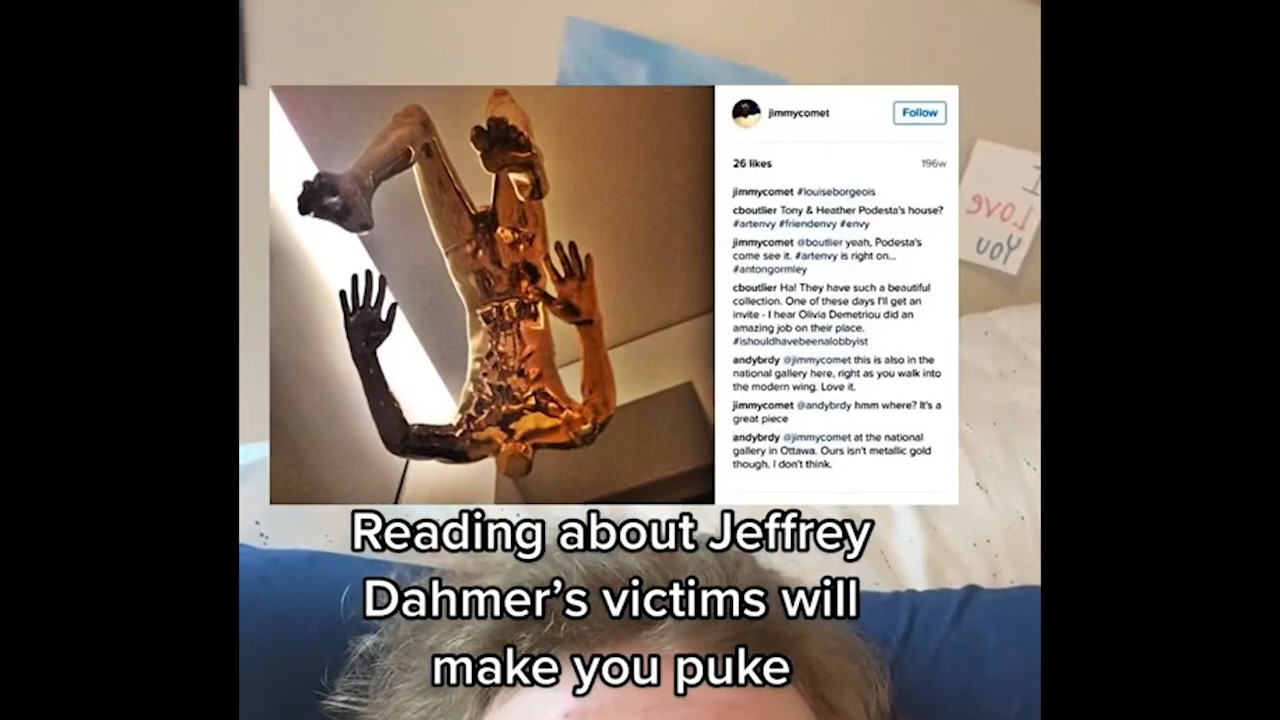 jimmycomet
Follow
26 likes
196w
jimmycomet #louiseborgeois
cboutlier Tony & Heather Podesta's house?
#artenvy #friendenvy #envy
jimmycomet @boutlier yeah, Podesta's
come see it. #artenvy is right on...
#antongormley
cboutlier Ha! They have such a beautiful
collection. One of these days I'll get an
invite - I hear Olivia Demetriou did an
amazing job on their place.
#ishouldhavebeenalobbyist
andybrdy @jimmycomet this is also in the
national gallery here, right as you walk into
the modern wing. Love it.
jimmycomet @andybrdy hmm where? It's a
great piece
andybrdy @jimmycomet at the national
gallery in Ottawa. Ours isn't metallic gold
though, I don't think.
I
LOVE
YOU
Reading about Jeffrey
Dahmer's victims will
make you puke